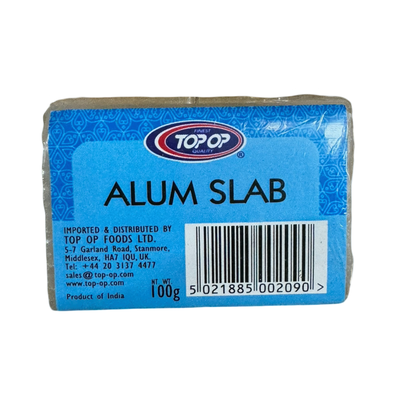 FINEST
TOP OP
QUALITY
®
ALUM SLAB
IMPORTED & DISTRIBUTED BY
TOP OP FOODS LTD.
5-7 Garland Road, Stanmore,
Middlesex, HA7 1QU, UK.
Tel: +44 20 3137 4477
sales@top-op.com
www.top-op.com
Product of India
NT. WT.
100g
5 021885 002090 >